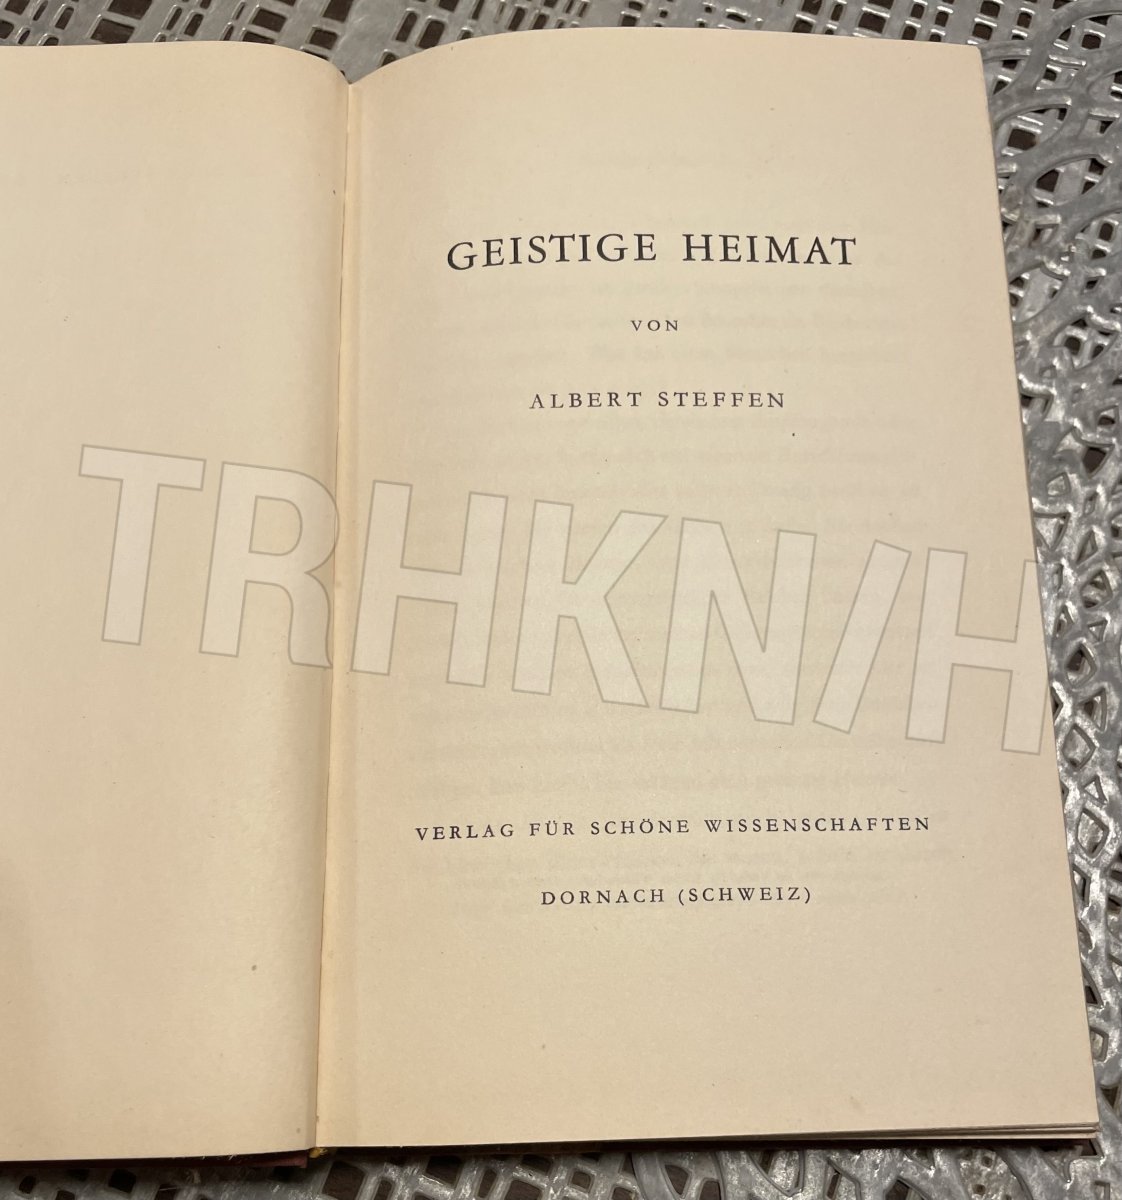 GEISTIGE HEIMAT
VON
ALBERT STEFFEN
TRHKN/H
VERLAG FÜR SCHÖNE WISSENSCHAFTEN
DORNACH (SCHWEIZ)